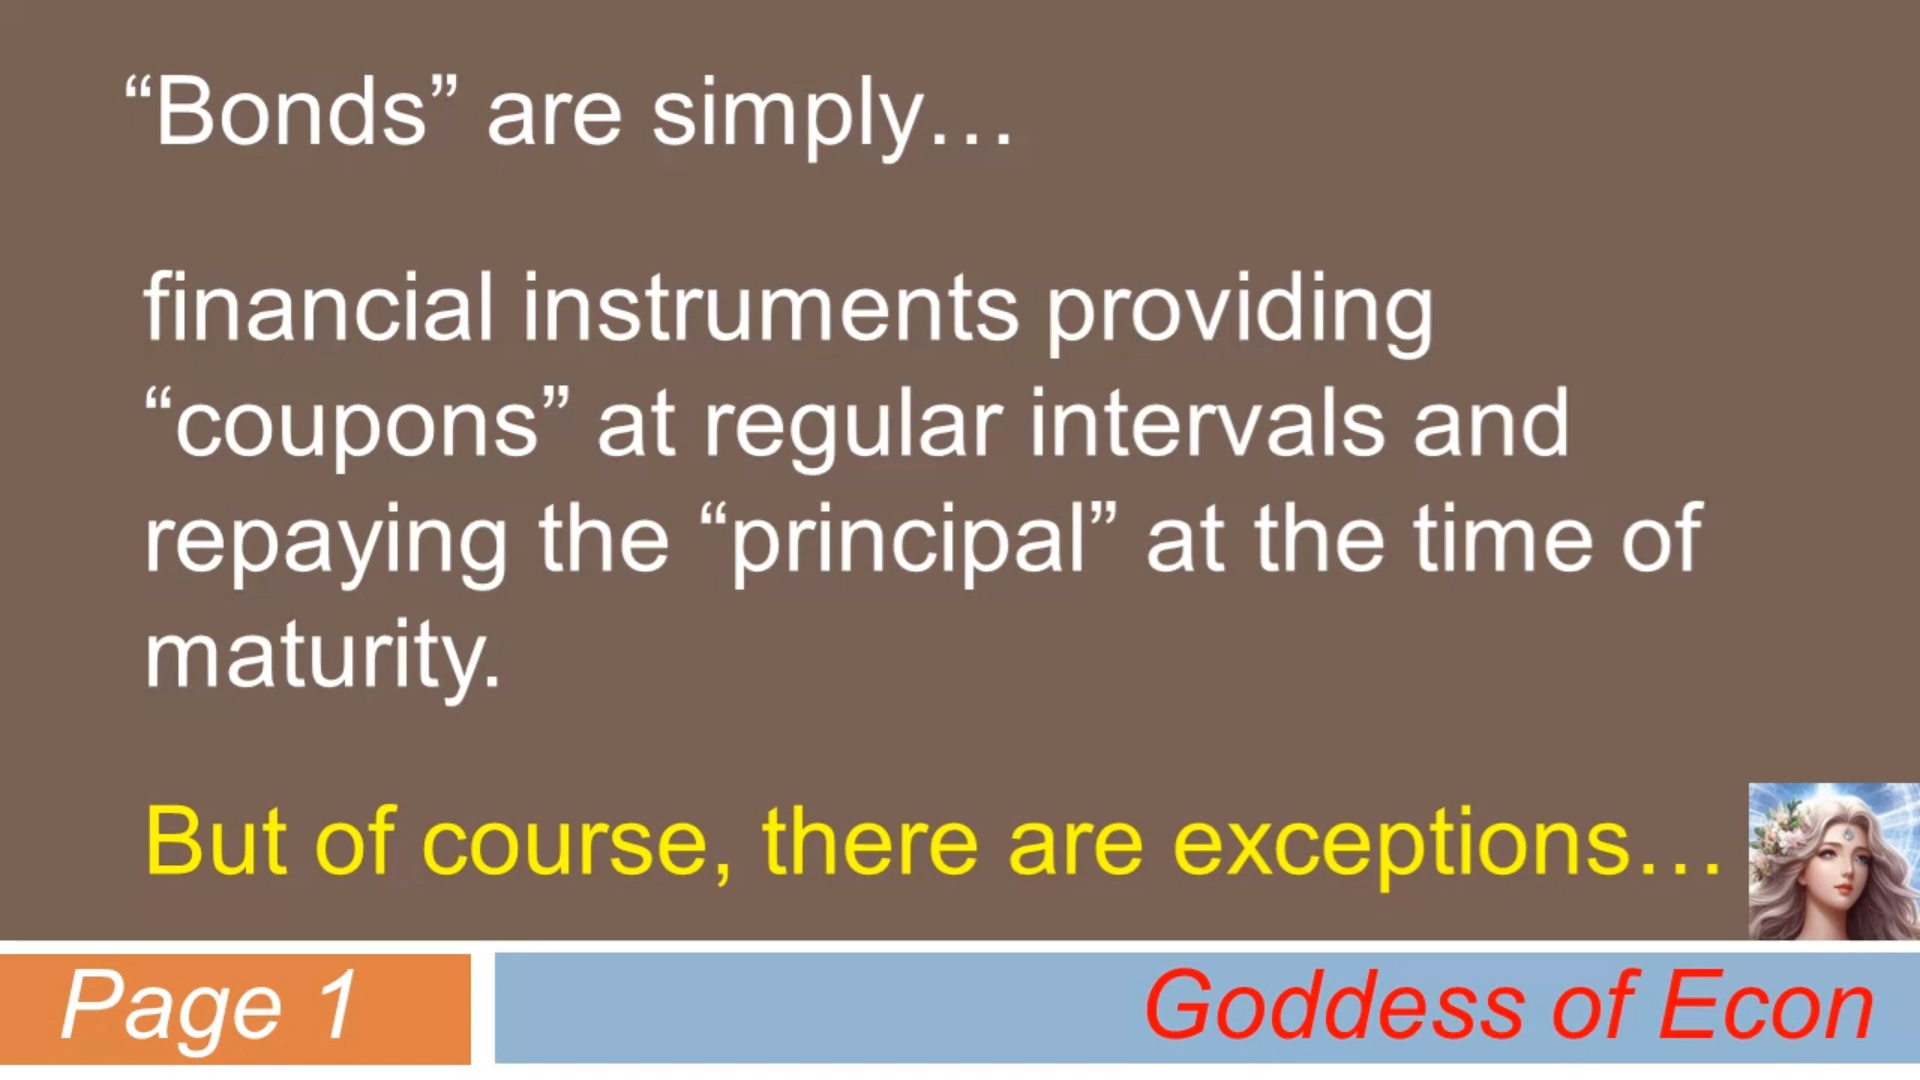 “Bonds” are simply…
financial instruments providing
“coupons” at regular intervals and
repaying the “principal” at the time of
maturity.
But of course, there are exceptions…
Page 1
Goddess of Econ